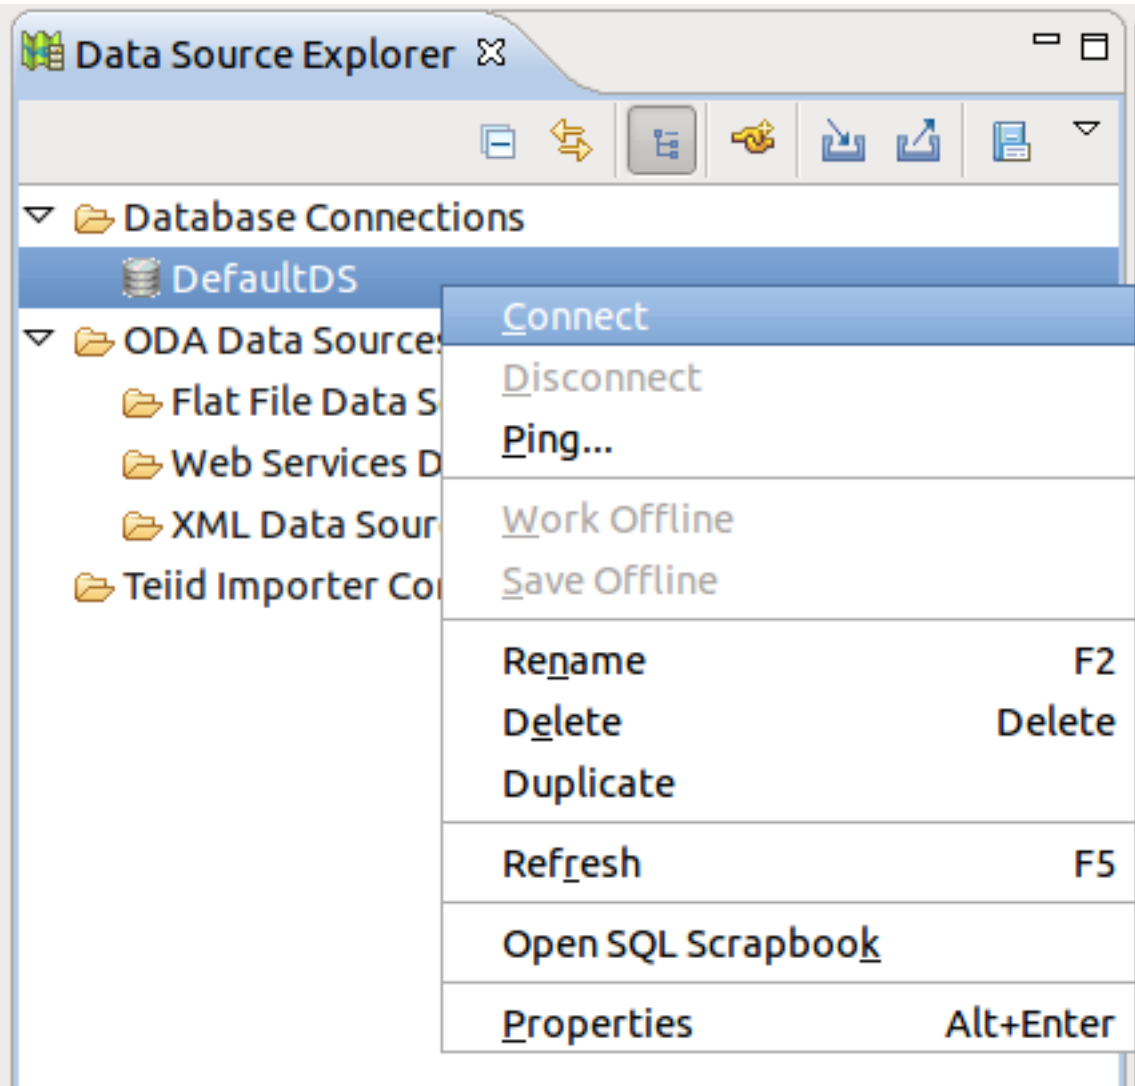 Data Source Explorer
Database Connections
DefaultDS
Connect
ODA Data Sources
Disconnect
Flat File Data S
Ping...
Web Services D
Work Offline
XML Data Sour
Save Offline
Teiid Importer Co
Rename F2
Delete Delete
Duplicate
Refresh F5
Open SQL Scrapbook
Properties Alt+Enter